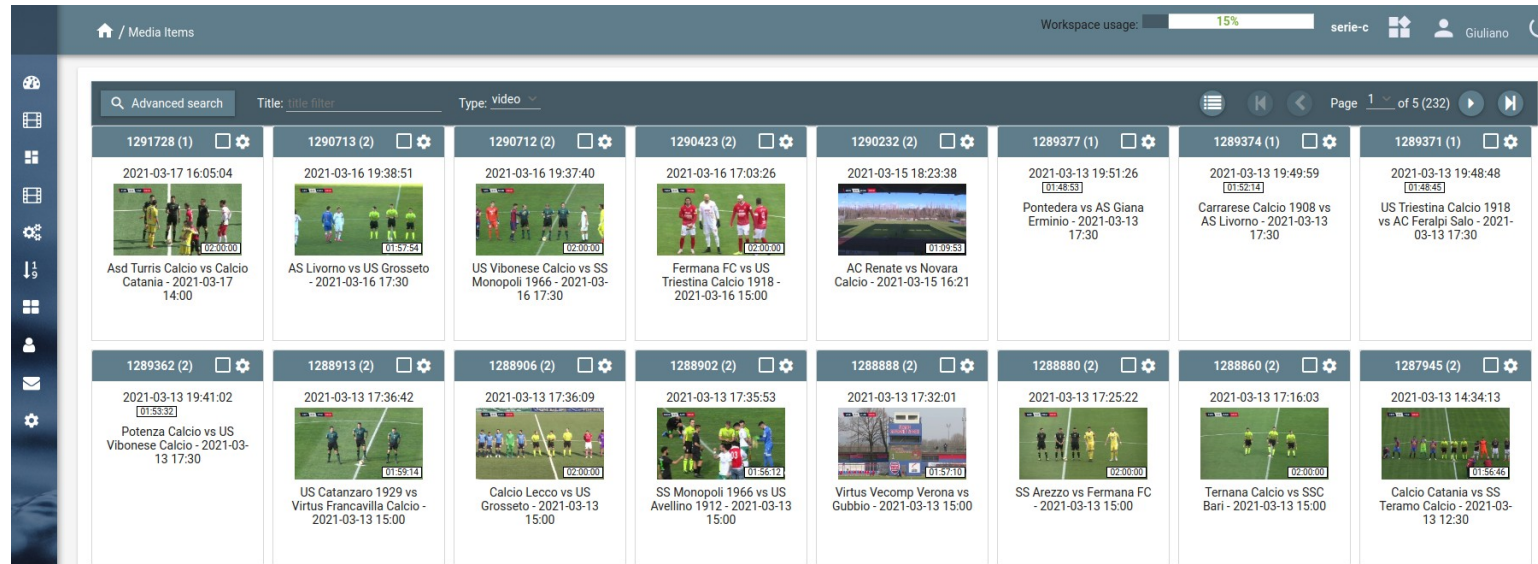 / Media Items
Workspace usage:
15%
serie-c
Giuliano
Advanced search
Title: title filter
Type: video
Page 1 of 5 (232)
1291728 (1)
2021-03-17 16:05:04
02:00:00
Asd Turris Calcio vs Calcio
Catania - 2021-03-17
14:00
1290713 (2)
2021-03-16 19:38:51
01:57:54
AS Livorno vs US Grosseto
- 2021-03-16 17:30
1290712 (2)
2021-03-16 19:37:40
02:00:00
US Vibonese Calcio vs SS
Monopoli 1966 - 2021-03-
16 17:30
1290423 (2)
2021-03-16 17:03:26
02:00:00
Fermana FC vs US
Triestina Calcio 1918 -
2021-03-16 15:00
1290232 (2)
2021-03-15 18:23:38
01:09:53
AC Renate vs Novara
Calcio - 2021-03-15 16:21
1289377 (1)
2021-03-13 19:51:26
01:48:53
Pontedera vs AS Giana
Erminio - 2021-03-13
17:30
1289374 (1)
2021-03-13 19:49:59
01:52:14
Carrarese Calcio 1908 vs
AS Livorno - 2021-03-13
17:30
1289371 (1)
2021-03-13 19:48:48
01:48:45
US Triestina Calcio 1918
vs AC Feralpi Salo - 2021-
03-13 17:30
1289362 (2)
2021-03-13 19:41:02
01:53:32
Potenza Calcio vs US
Vibonese Calcio - 2021-03-
13 17:30
1288913 (2)
2021-03-13 17:36:42
01:59:14
US Catanzaro 1929 vs
Virtus Francavilla Calcio -
2021-03-13 15:00
1288906 (2)
2021-03-13 17:36:09
02:00:00
Calcio Lecco vs US
Grosseto - 2021-03-13
15:00
1288902 (2)
2021-03-13 17:35:53
01:56:12
SS Monopoli 1966 vs US
Avellino 1912 - 2021-03-13
15:00
1288888 (2)
2021-03-13 17:32:01
01:57:10
Virtus Vecomp Verona vs
Gubbio - 2021-03-13 15:00
1288880 (2)
2021-03-13 17:25:22
02:00:00
SS Arezzo vs Fermana FC
- 2021-03-13 15:00
1288860 (2)
2021-03-13 17:16:03
02:00:00
Ternana Calcio vs SSC
Bari - 2021-03-13 15:00
1287945 (2)
2021-03-13 14:34:13
01:56:46
Calcio Catania vs SS
Teramo Calcio - 2021-03-
13 12:30